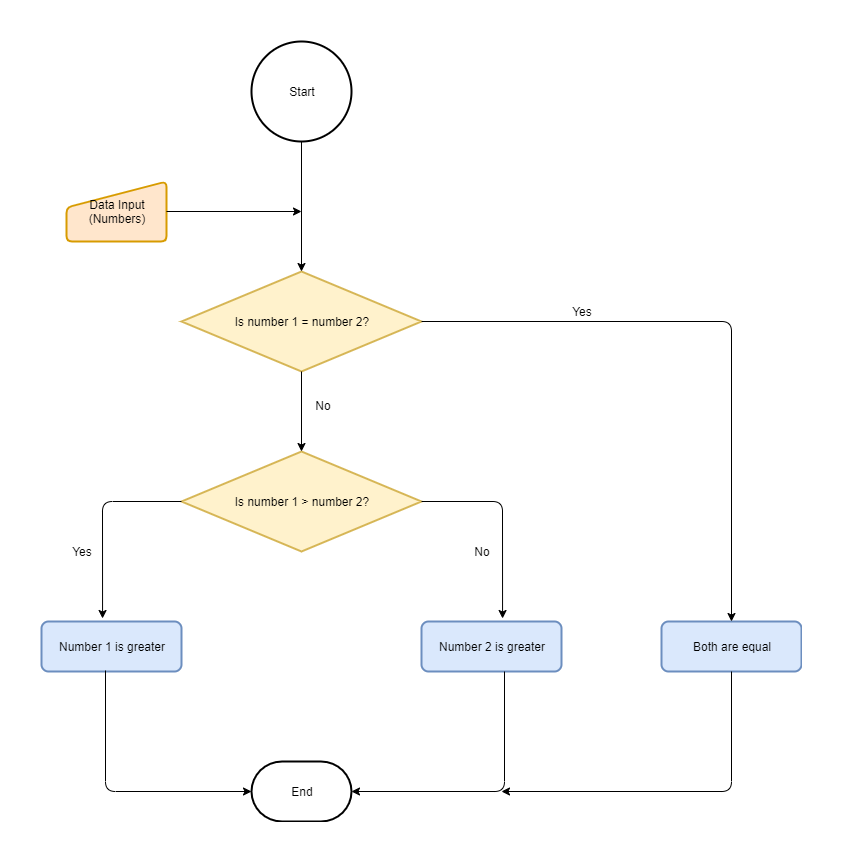 Start
Data Input
(Numbers)
Is number 1 = number 2?
Yes
No
Is number 1 > number 2?
Yes
No
Number 1 is greater
Number 2 is greater
Both are equal
End